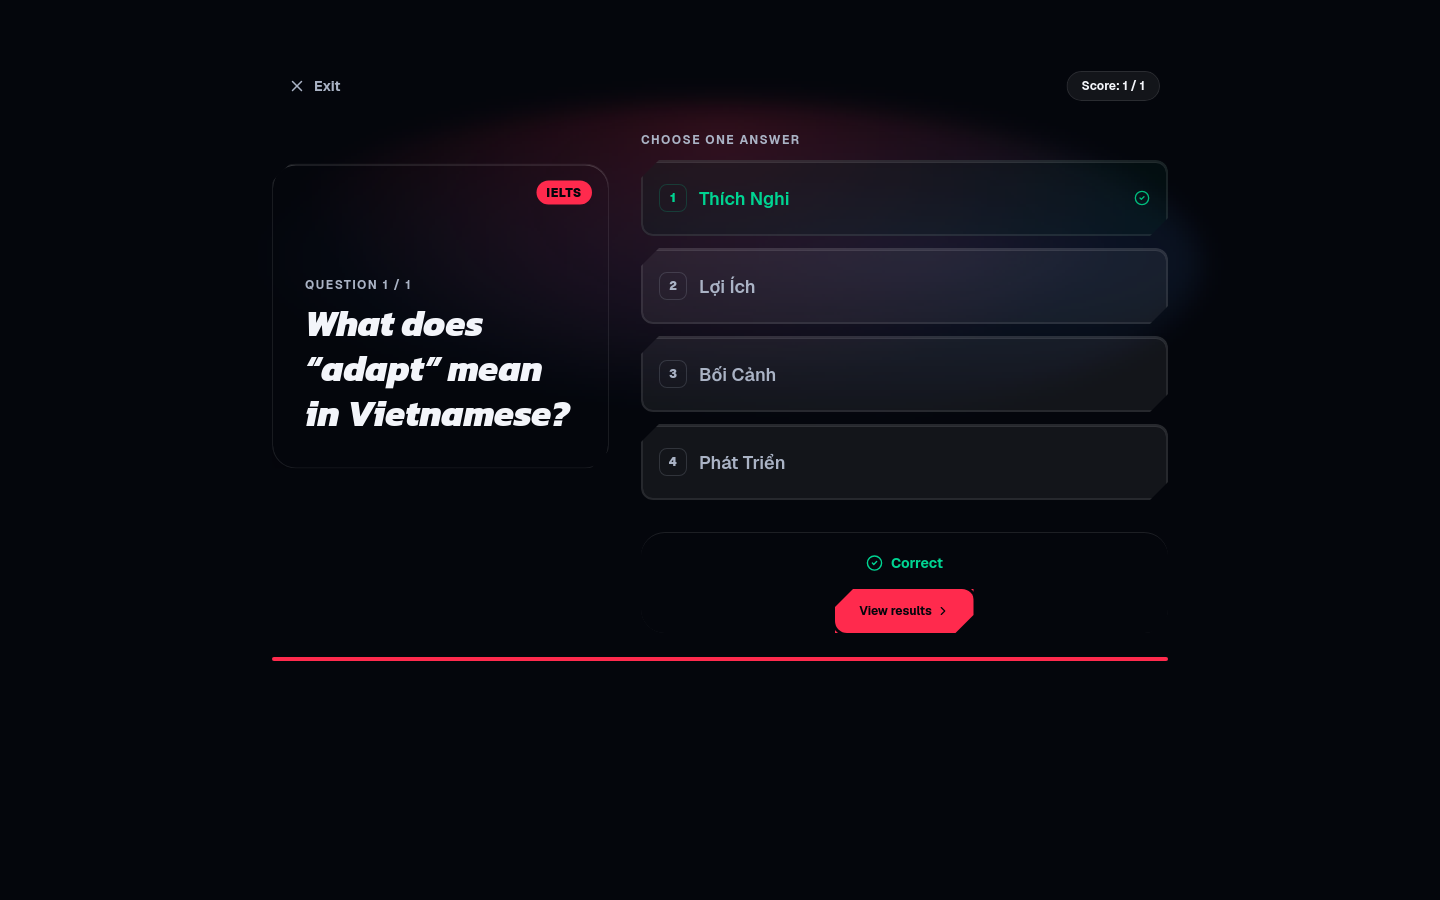 Exit
Score: 1 / 1
IELTS
QUESTION 1 / 1
What does
“adapt” mean
in Vietnamese?
CHOOSE ONE ANSWER
1 Thích Nghi
2 Lợi Ích
3 Bối Cảnh
4 Phát Triển
Correct
View results